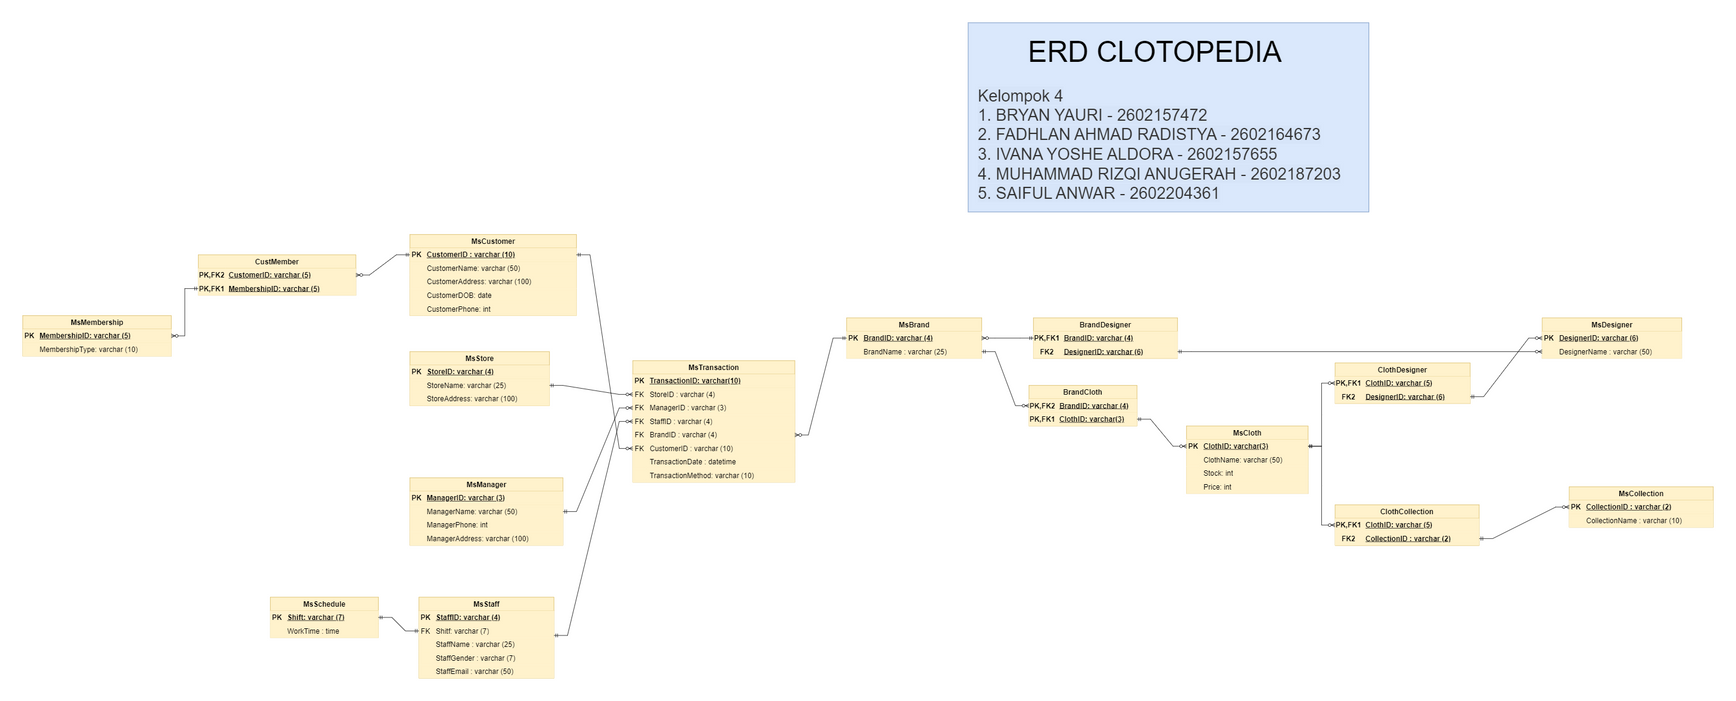 ERD CLOTOPEDIA
Kelompok 4
1. BRYAN YAURI - 2602157472
2. FADHLAN AHMAD RADISTYA - 2602164673
3. IVANA YOSHE ALDORA - 2602157655
4. MUHAMMAD RIZQI ANUGERAH - 2602187203
5. SAIFUL ANWAR - 2602204361
MsMembership
PK MembershipID: varchar (5)
MembershipType: varchar (10)
CustMember
PK,FK2 CustomerID: varchar (5)
PK,FK1 MembershipID: varchar (5)
MsCustomer
PK CustomerID : varchar (10)
CustomerName: varchar (50)
CustomerAddress: varchar (100)
CustomerDOB: date
CustomerPhone: int
MsStore
PK StoreID: varchar (4)
StoreName: varchar (25)
StoreAddress: varchar (100)
MsManager
PK ManagerID: varchar (3)
ManagerName: varchar (50)
ManagerPhone: int
ManagerAddress: varchar (100)
MsSchedule
PK Shift: varchar (7)
WorkTime : time
MsStaff
PK StaffID: varchar (4)
FK Shitf: varchar (7)
StaffName : varchar (25)
StaffGender : varchar (7)
StaffEmail : varchar (50)
MsTransaction
PK TransactionID: varchar(10)
FK StoreID : varchar (4)
FK ManagerID : varchar (3)
FK StaffID : varchar (4)
FK BrandID : varchar (4)
FK CustomerID : varchar (10)
TransactionDate : datetime
TransactionMethod: varchar (10)
MsBrand
PK BrandID: varchar (4)
BrandName : varchar (25)
BrandDesigner
PK,FK1 BrandID: varchar (4)
FK2 DesignerID: varchar (6)
BrandCloth
PK,FK2 BrandID: varchar (4)
PK,FK1 ClothID: varchar(3)
MsCloth
PK ClothID: varchar(3)
ClothName: varchar (50)
Stock: int
Price: int
ClothDesigner
PK,FK1 ClothID: varchar (5)
FK2 DesignerID: varchar (6)
ClothCollection
PK,FK1 ClothID: varchar (5)
FK2 CollectionID : varchar (2)
MsDesigner
PK DesignerID: varchar (6)
DesignerName : varchar (50)
MsCollection
PK CollectionID : varchar (2)
CollectionName : varchar (10)